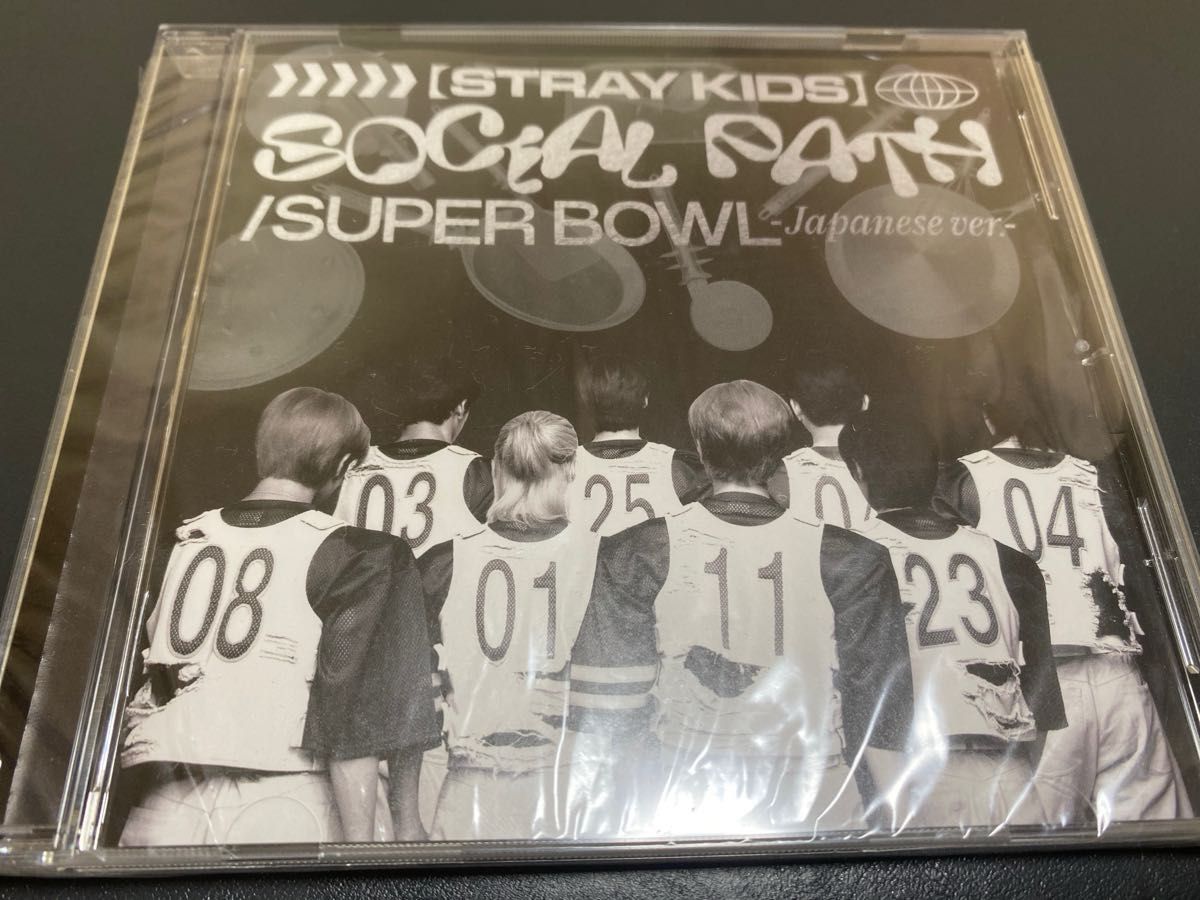 [STRAY KIDS]
SOCIAL PATH
/SUPER BOWL -Japanese ver.-
03
25
04
08
01
11
23